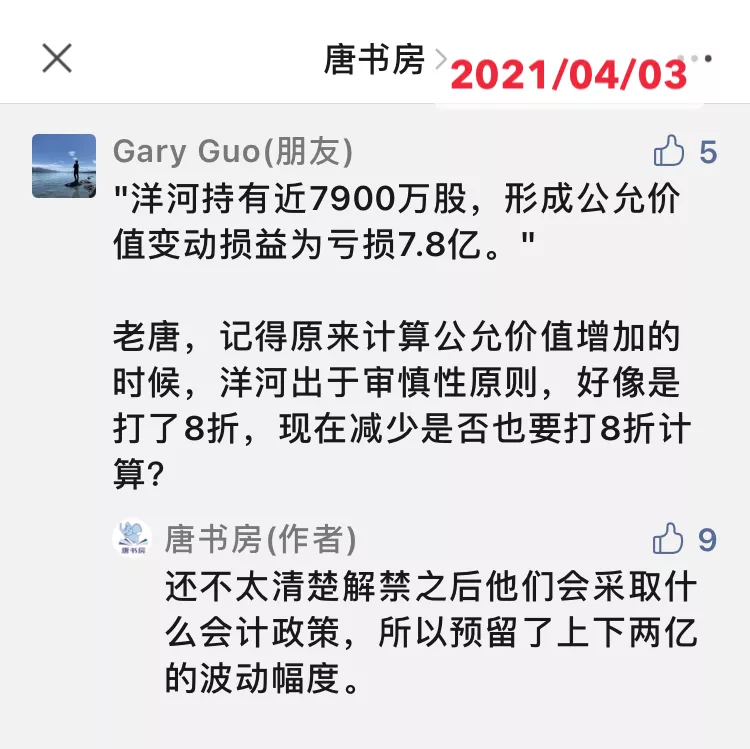 唐书房
2021/04/03
Gary Guo(朋友)
5
"洋河持有近7900万股，形成公允价
值变动损益为亏损7.8亿。"
老唐，记得原来计算公允价值增加的
时候，洋河出于审慎性原则，好像是
打了8折，现在减少是否也要打8折计
算?
唐书房
唐书房(作者)
9
还不太清楚解禁之后他们会采取什
么会计政策，所以预留了上下两亿
的波动幅度。